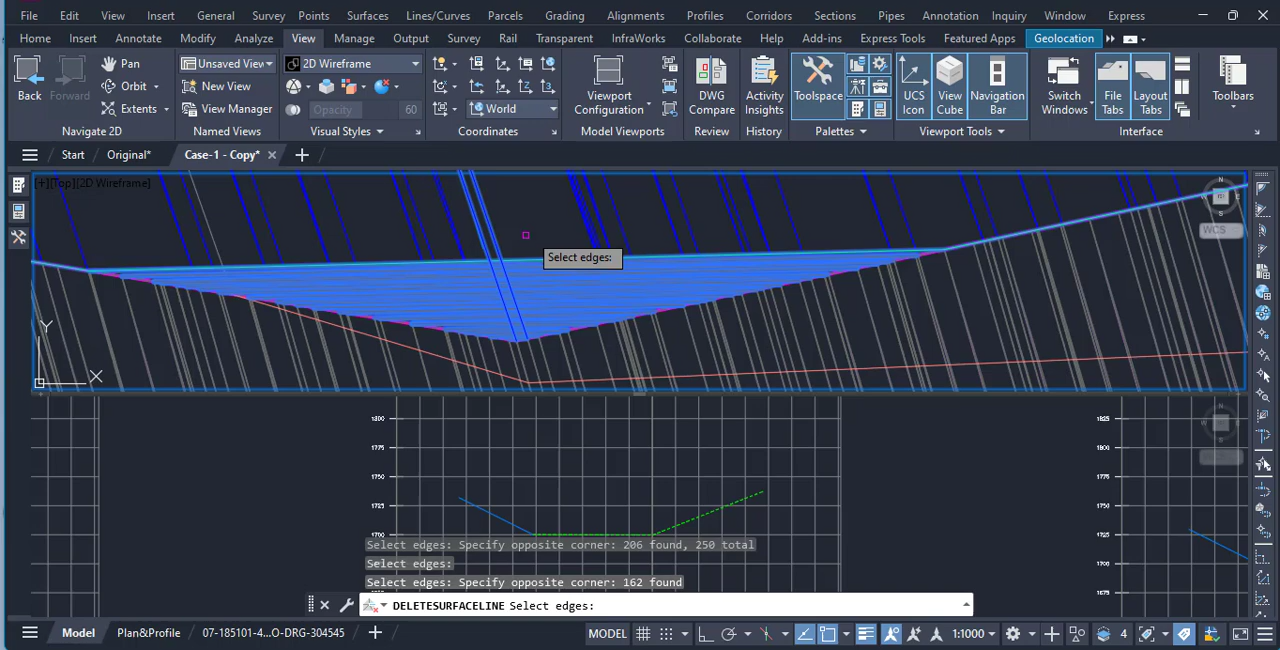 File Edit View Insert General Survey Points Surfaces Lines/Curves Parcels Grading Alignments Profiles Corridors Sections Pipes Annotation Inquiry Window Express
Home Insert Annotate Modify Analyze View Manage Output Survey Rail Transparent InfraWorks Collaborate Help Add-ins Express Tools Featured Apps Geolocation
Back Forward Pan Orbit Extents
Navigate 2D
Unsaved View
New View
View Manager
Named Views
2D Wireframe
Opacity 60
Visual Styles
World
Coordinates
Viewport
Configuration
Model Viewports
DWG
Compare
Review
Activity
Insights
History
Toolspace
Palettes
UCS
Icon
View
Cube
Navigation
Bar
Viewport Tools
Switch
Windows
File
Tabs
Layout
Tabs
Interface
Toolbars
Start Original* Case-1 - Copy*
[+][Top][2D Wireframe]
N
W E
S
WCS
Select edges:
Y
X
1800
1775
1750
1725
1700
1825
1800
1775
1750
1725
1700
1675
N
S
Select edges: Specify opposite corner: 206 found, 250 total
Select edges:
Select edges: Specify opposite corner: 162 found
DELETESURFACELINE Select edges:
Model Plan&Profile 07-185101-4...O-DRG-304545 MODEL 1:1000 4